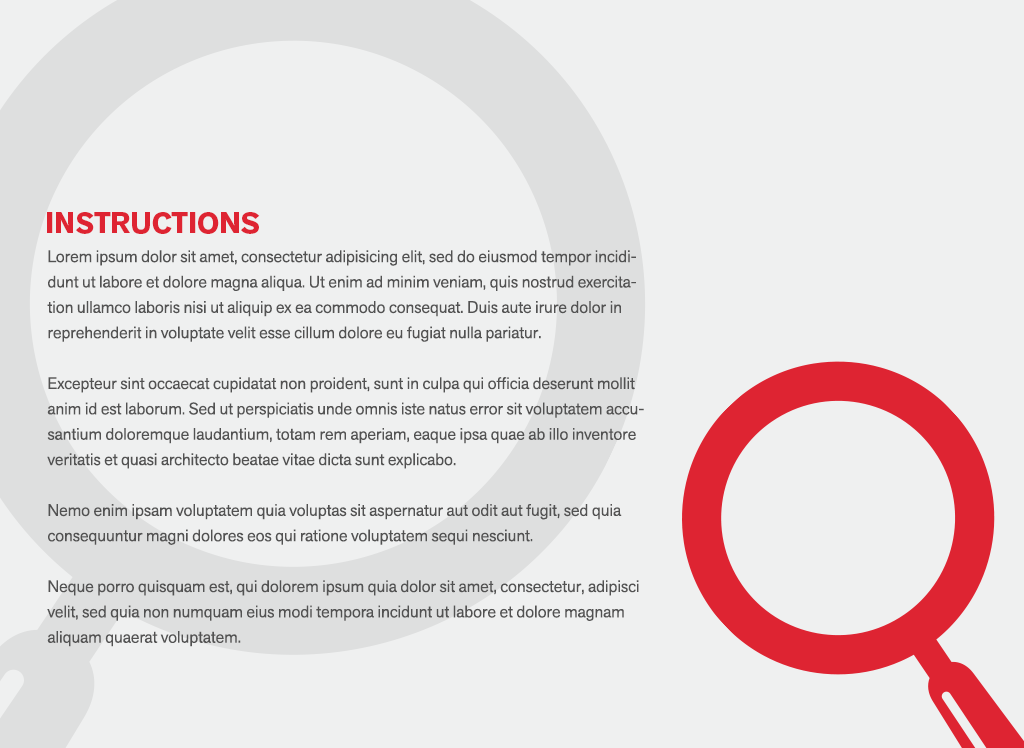 INSTRUCTIONS
Lorem ipsum dolor sit amet, consectetur adipisicing elit, sed do eiusmod tempor incidi-
dunt ut labore et dolore magna aliqua. Ut enim ad minim veniam, quis nostrud exercita-
tion ullamco laboris nisi ut aliquip ex ea commodo consequat. Duis aute irure dolor in
reprehenderit in voluptate velit esse cillum dolore eu fugiat nulla pariatur.
Excepteur sint occaecat cupidatat non proident, sunt in culpa qui officia deserunt mollit
anim id est laborum. Sed ut perspiciatis unde omnis iste natus error sit voluptatem accu-
santium doloremque laudantium, totam rem aperiam, eaque ipsa quae ab illo inventore
veritatis et quasi architecto beatae vitae dicta sunt explicabo.
Nemo enim ipsam voluptatem quia voluptas sit aspernatur aut odit aut fugit, sed quia
consequuntur magni dolores eos qui ratione voluptatem sequi nesciunt.
Neque porro quisquam est, qui dolorem ipsum quia dolor sit amet, consectetur, adipisci
velit, sed quia non numquam eius modi tempora incidunt ut labore et dolore magnam
aliquam quaerat voluptatem.